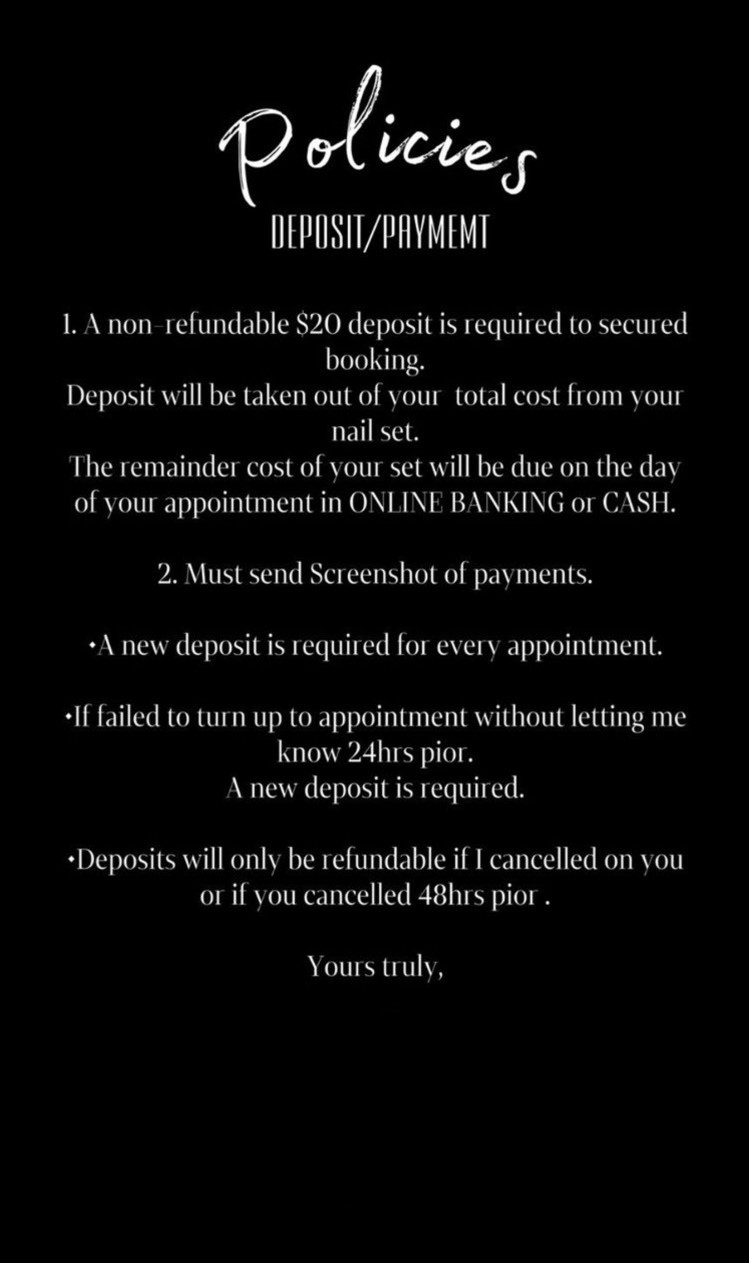 Policies
DEPOSIT/PAYMEMT
1. A non-refundable $20 deposit is required to secured
booking.
Deposit will be taken out of your total cost from your
nail set.
The remainder cost of your set will be due on the day
of your appointment in ONLINE BANKING or CASH.
2. Must send Screenshot of payments.
•A new deposit is required for every appointment.
•If failed to turn up to appointment without letting me
know 24hrs pior.
A new deposit is required.
•Deposits will only be refundable if I cancelled on you
or if you cancelled 48hrs pior .
Yours truly,